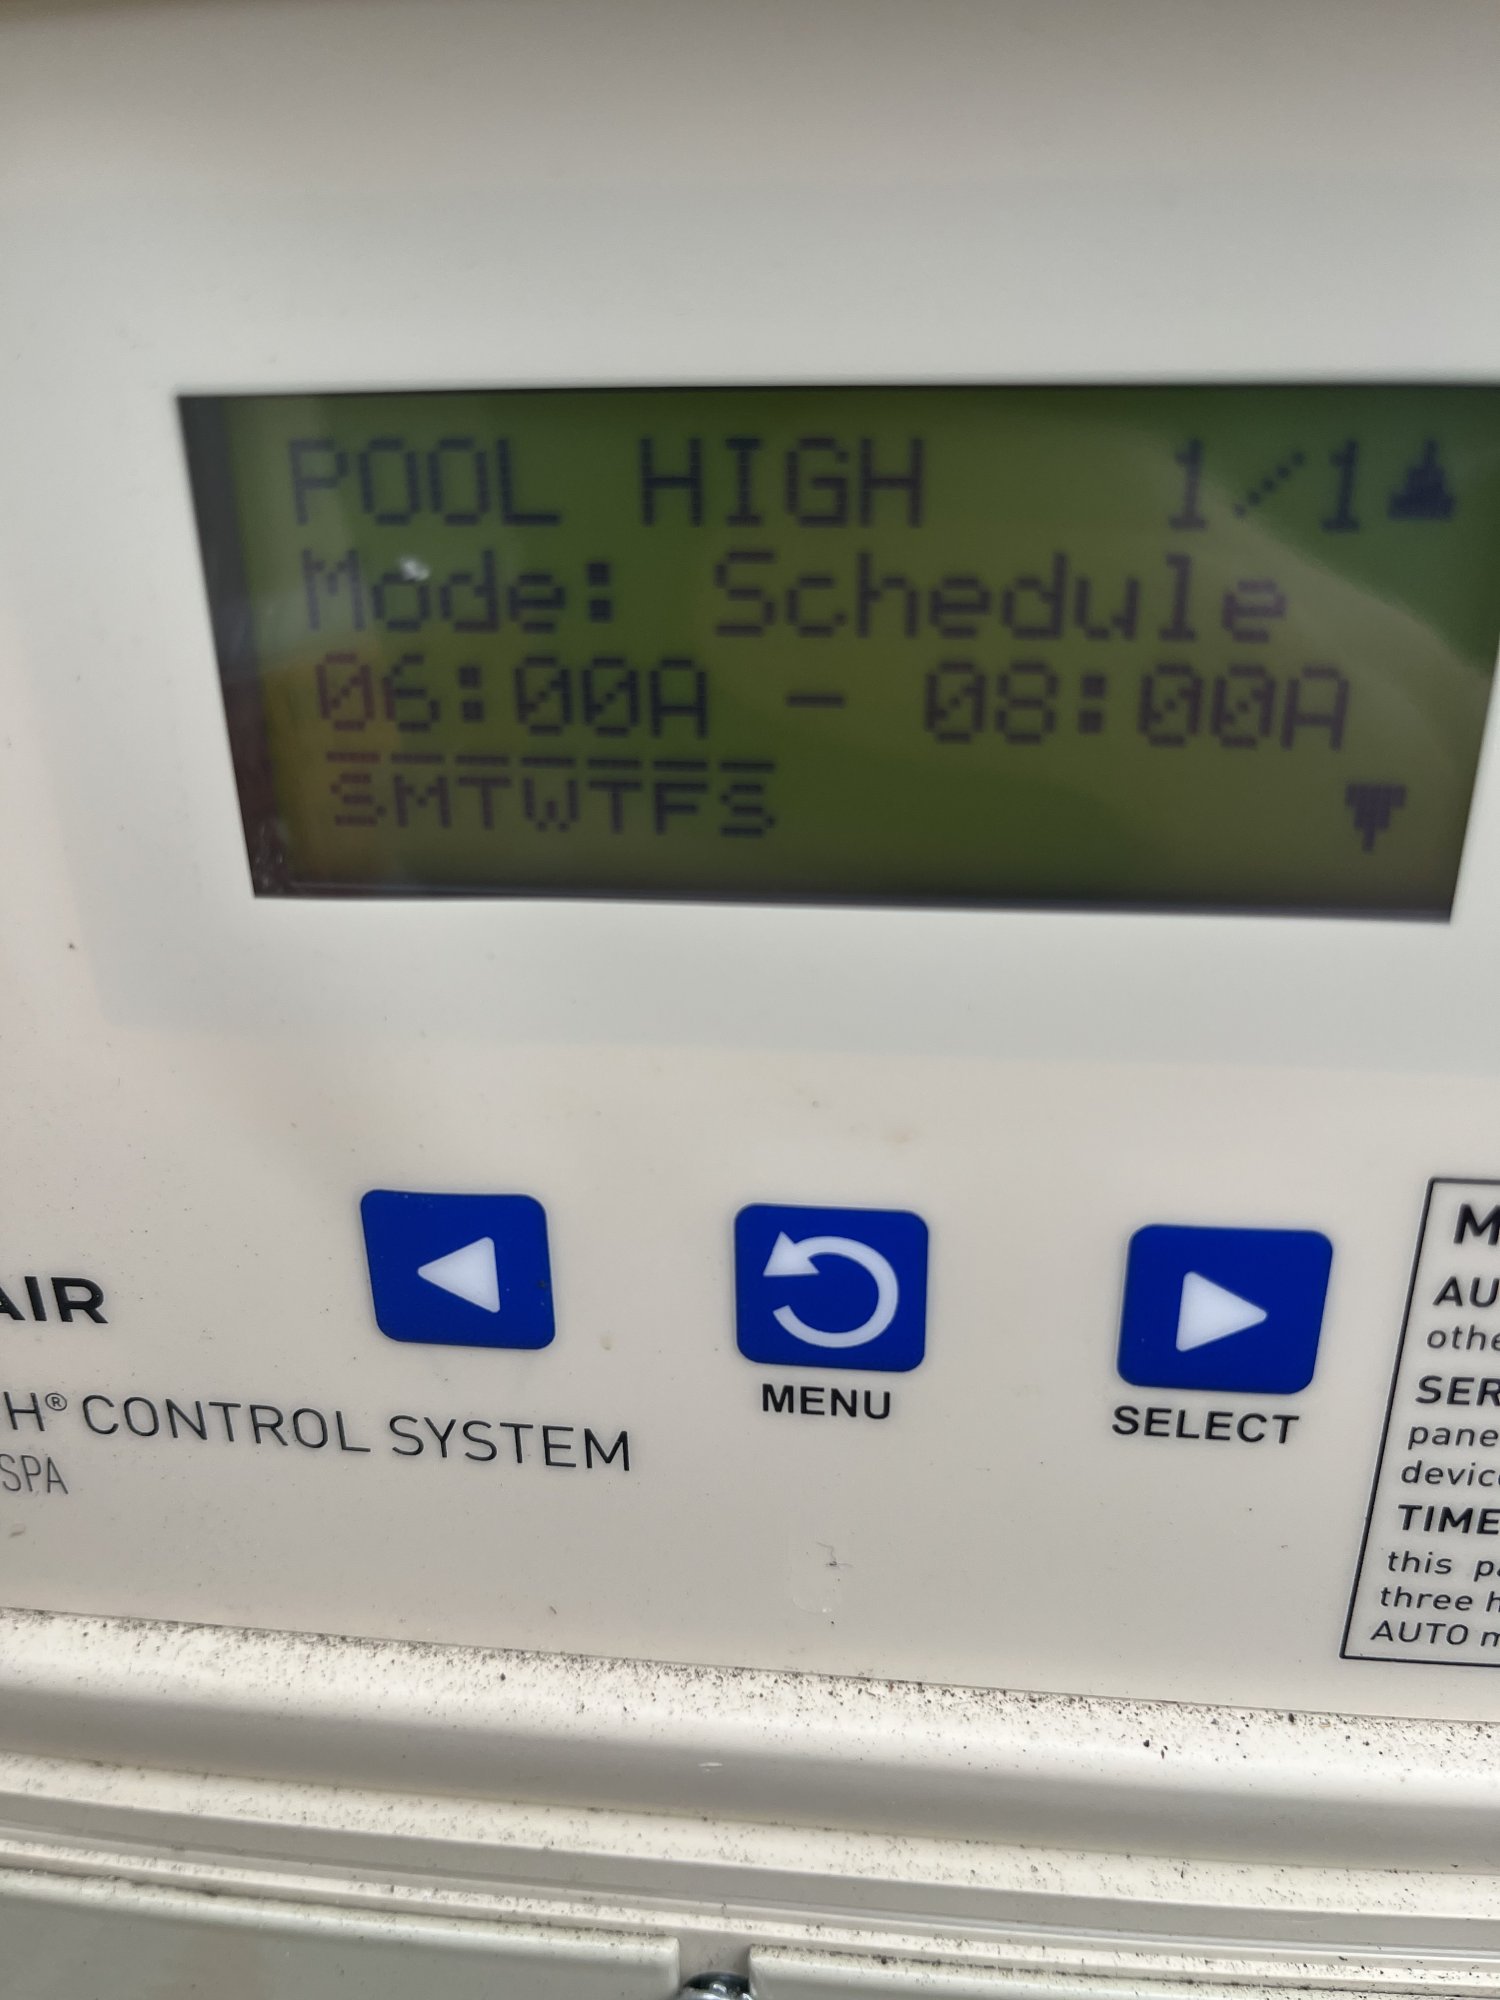 POOL HIGH 1/1
Mode: Schedule
06:00A - 08:00A
SMTWTFS
MENU
SELECT
AIR
H® CONTROL SYSTEM
SPA
M
AU
othe
SER
pane
devic
TIME
this pa
three h
AUTO m